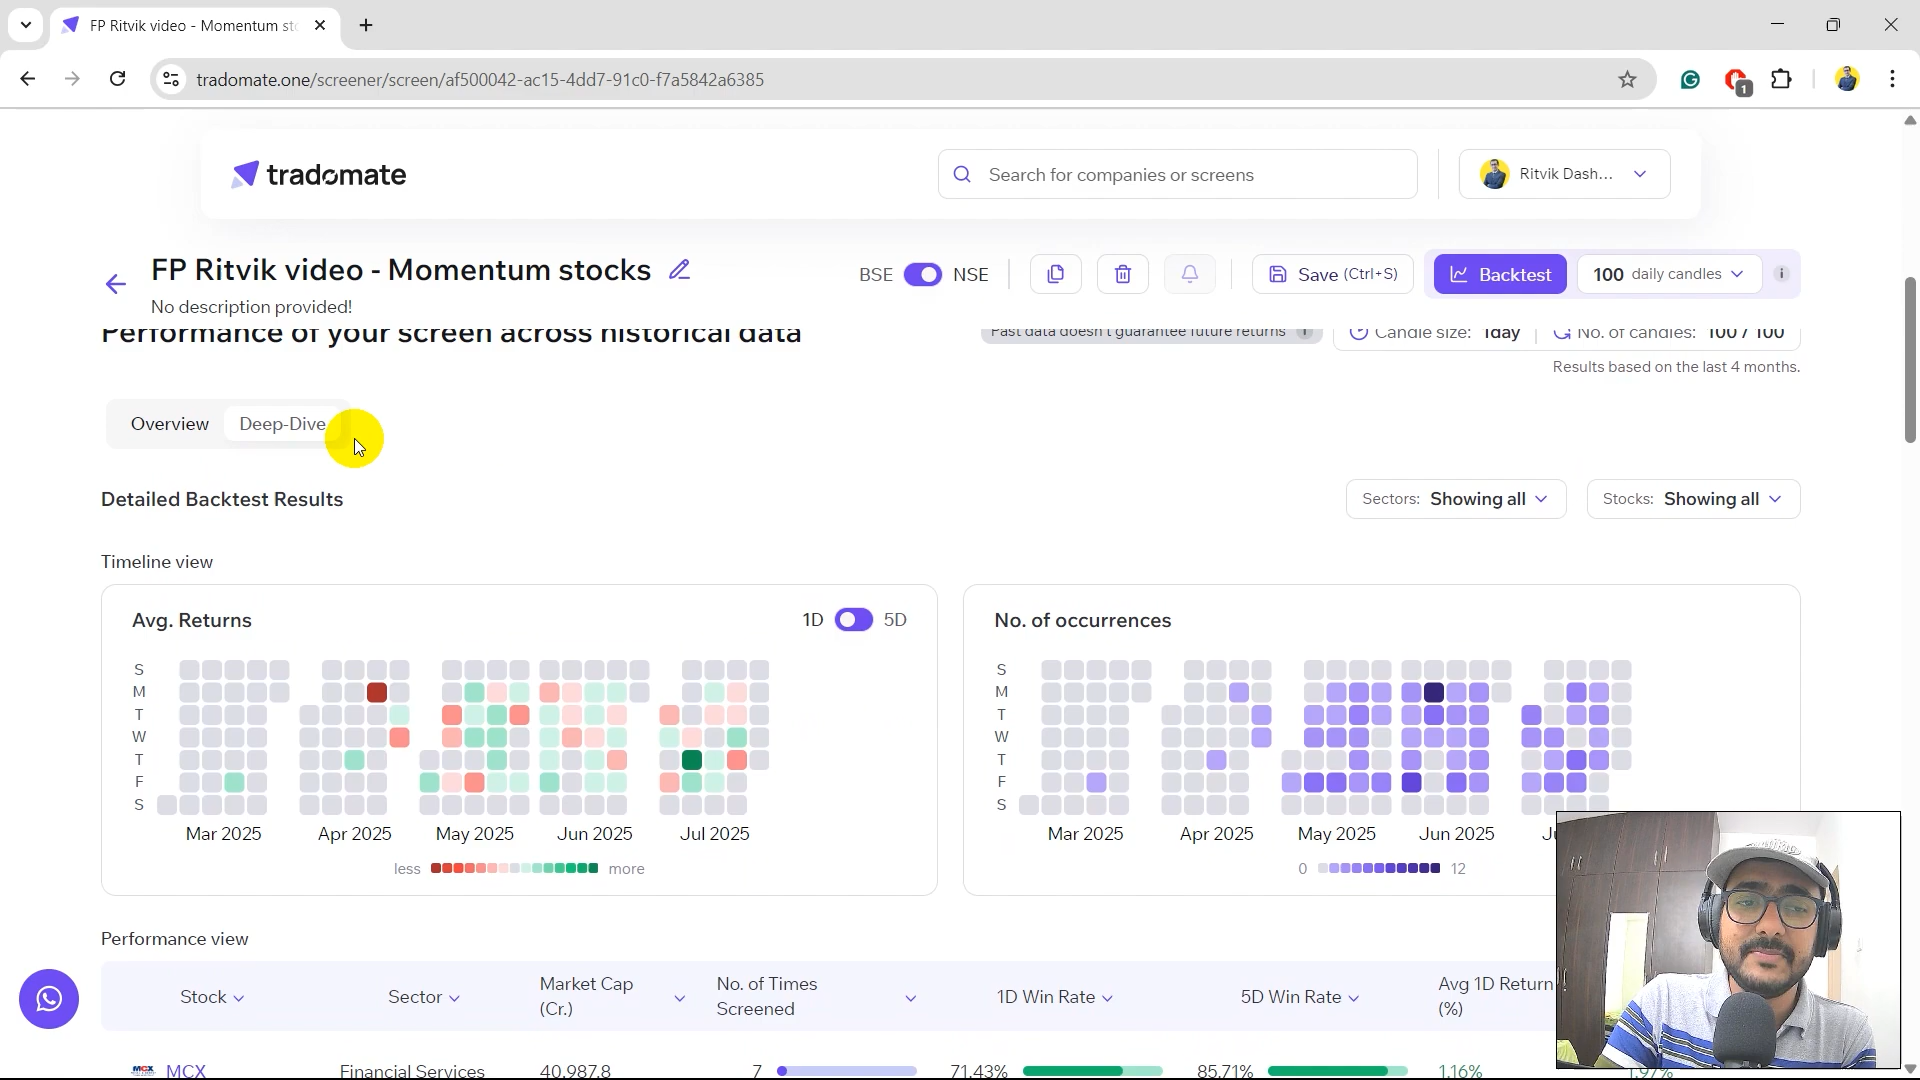 FP Ritvik video - Momentum sto
tradomate.one/screener/screen/af500042-ac15-4dd7-91c0-f7a5842a6385
1
tradomate
Search for companies or screens
Ritvik Dash...
FP Ritvik video - Momentum stocks
No description provided!
BSE NSE
Save (Ctrl+S)
Backtest
100 daily candles
Performance of your screen across historical data
Past data doesn't guarantee future returns
Candle size: 1day
No. of candles: 100 / 100
Results based on the last 4 months.
Overview Deep-Dive
Detailed Backtest Results
Sectors: Showing all
Stocks: Showing all
Timeline view
Avg. Returns
1D 5D
S
M
T
W
T
F
S
Mar 2025 Apr 2025 May 2025 Jun 2025 Jul 2025
less more
No. of occurrences
S
M
T
W
T
F
S
Mar 2025 Apr 2025 May 2025 Jun 2025
0 12
Performance view
Stock
Sector
Market Cap
(Cr.)
No. of Times
Screened
1D Win Rate
5D Win Rate
Avg 1D Return
(%)
MCX
MCX Financial Services 40,987.8 7 71.43% 85.71% 1.16% 1.97%